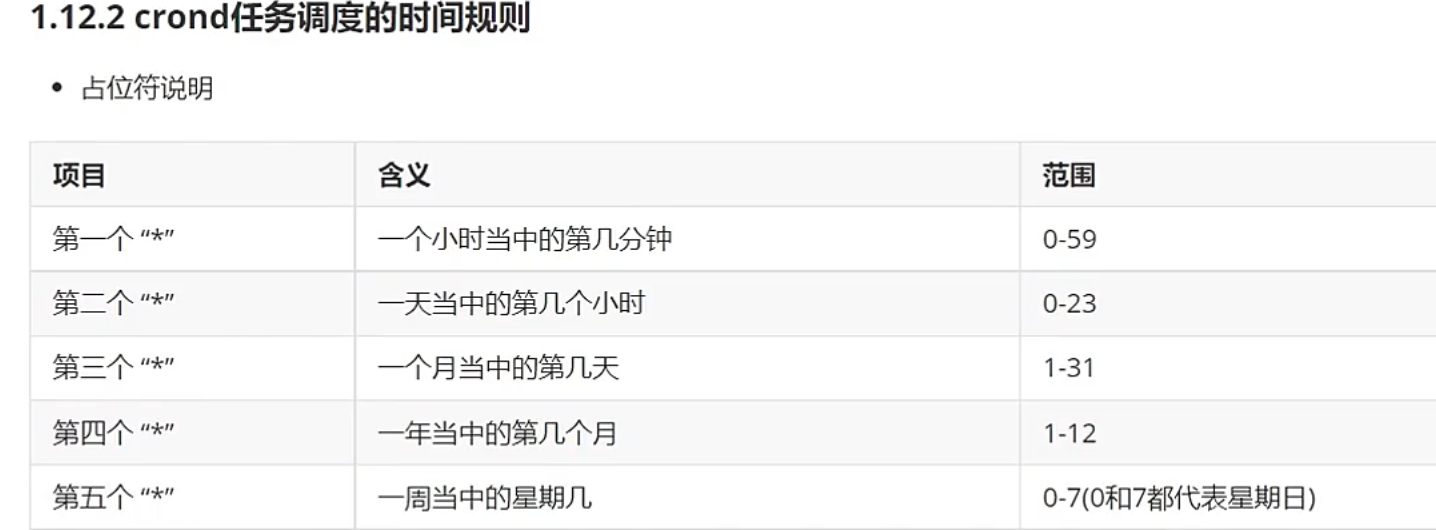 1.12.2 crond任务调度的时间规则
• 占位符说明
项目 含义 范围
第一个 “*” 一个小时当中的第几分钟 0-59
第二个 “*” 一天当中的第几个小时 0-23
第三个 “*” 一个月当中的第几天 1-31
第四个 “*” 一年当中的第几个月 1-12
第五个 “*” 一周当中的星期几 0-7(0和7都代表星期日)